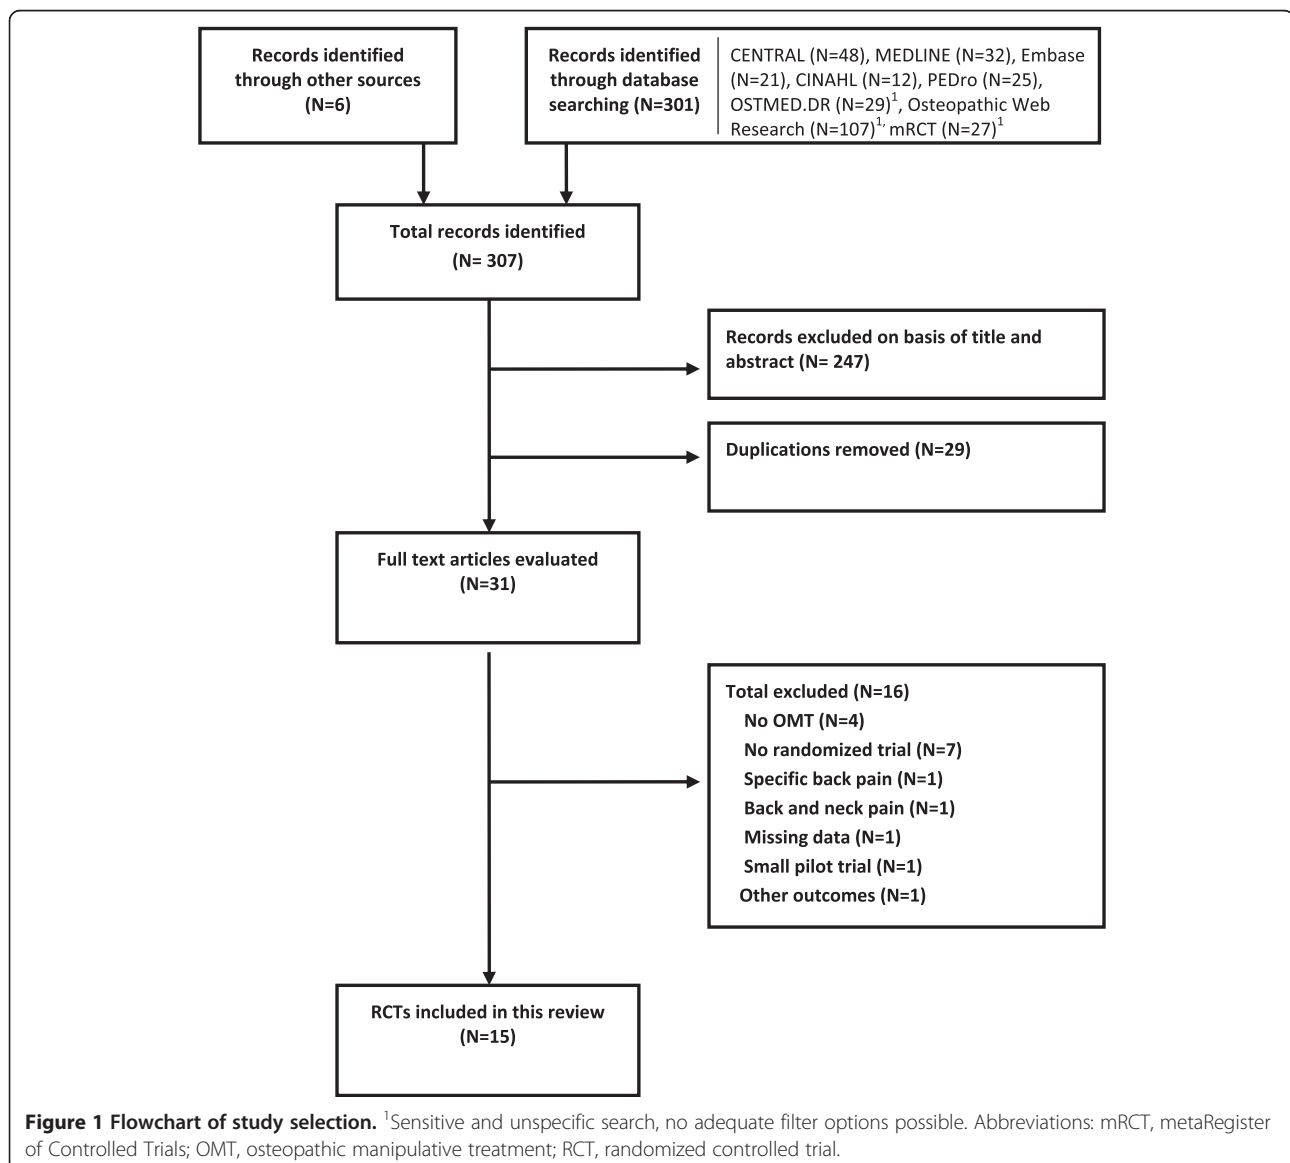 Records identified
through other sources
(N=6)
Records identified
through database
searching (N=301)
CENTRAL (N=48), MEDLINE (N=32), Embase
(N=21), CINAHL (N=12), PEDro (N=25),
OSTMED.DR (N=29)¹, Osteopathic Web
Research (N=107)¹, mRCT (N=27)¹
Total records identified
(N= 307)
Records excluded on basis of title and
abstract (N= 247)
Duplications removed (N=29)
Full text articles evaluated
(N=31)
Total excluded (N=16)
No OMT (N=4)
No randomized trial (N=7)
Specific back pain (N=1)
Back and neck pain (N=1)
Missing data (N=1)
Small pilot trial (N=1)
Other outcomes (N=1)
RCTs included in this review
(N=15)
Figure 1 Flowchart of study selection. ¹Sensitive and unspecific search, no adequate filter options possible. Abbreviations: mRCT, metaRegister
of Controlled Trials; OMT, osteopathic manipulative treatment; RCT, randomized controlled trial.